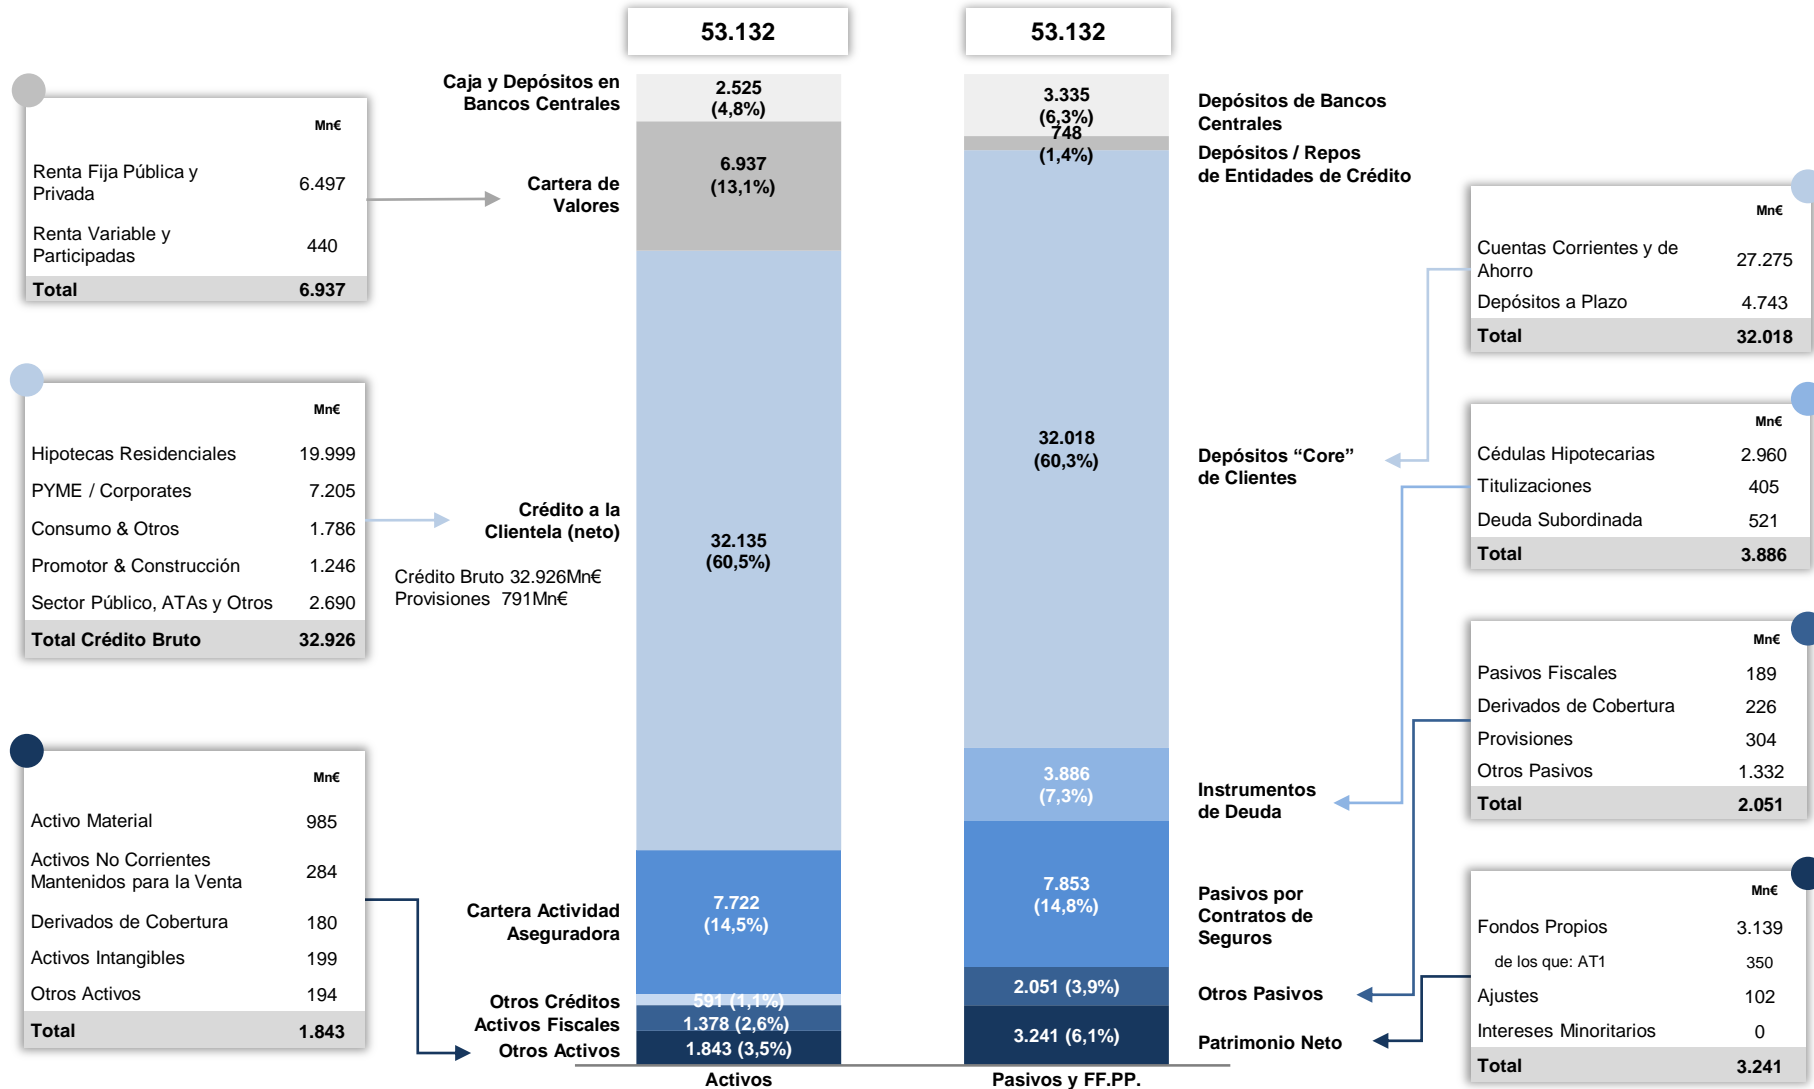 53.132
53.132
Mn€
Renta Fija Pública y
Privada
6.497
Renta Variable y
Participadas
440
Total 6.937
Mn€
Hipotecas Residenciales 19.999
PYME / Corporates 7.205
Consumo & Otros 1.786
Promotor & Construcción 1.246
Sector Público, ATAs y Otros 2.690
Total Crédito Bruto 32.926
Mn€
Activo Material 985
Activos No Corrientes
Mantenidos para la Venta
284
Derivados de Cobertura 180
Activos Intangibles 199
Otros Activos 194
Total 1.843
Caja y Depósitos en
Bancos Centrales
Cartera de
Valores
Crédito a la
Clientela (neto)
Crédito Bruto 32.926Mn€
Provisiones 791Mn€
Cartera Actividad
Aseguradora
Otros Créditos
Activos Fiscales
Otros Activos
2.525
(4,8%)
6.937
(13,1%)
32.135
(60,5%)
7.722
(14,5%)
591 (1,1%)
1.378 (2,6%)
1.843 (3,5%)
Activos
3.335
(6,3%)
748
(1,4%)
32.018
(60,3%)
3.886
(7,3%)
7.853
(14,8%)
2.051 (3,9%)
3.241 (6,1%)
Pasivos y FF.PP.
Depósitos de Bancos
Centrales
Depósitos / Repos
de Entidades de Crédito
Depósitos “Core”
de Clientes
Instrumentos
de Deuda
Pasivos por
Contratos de
Seguros
Otros Pasivos
Patrimonio Neto
Mn€
Cuentas Corrientes y de
Ahorro
27.275
Depósitos a Plazo 4.743
Total 32.018
Mn€
Cédulas Hipotecarias 2.960
Titulizaciones 405
Deuda Subordinada 521
Total 3.886
Mn€
Pasivos Fiscales 189
Derivados de Cobertura 226
Provisiones 304
Otros Pasivos 1.332
Total 2.051
Mn€
Fondos Propios 3.139
de los que: AT1 350
Ajustes 102
Intereses Minoritarios 0
Total 3.241